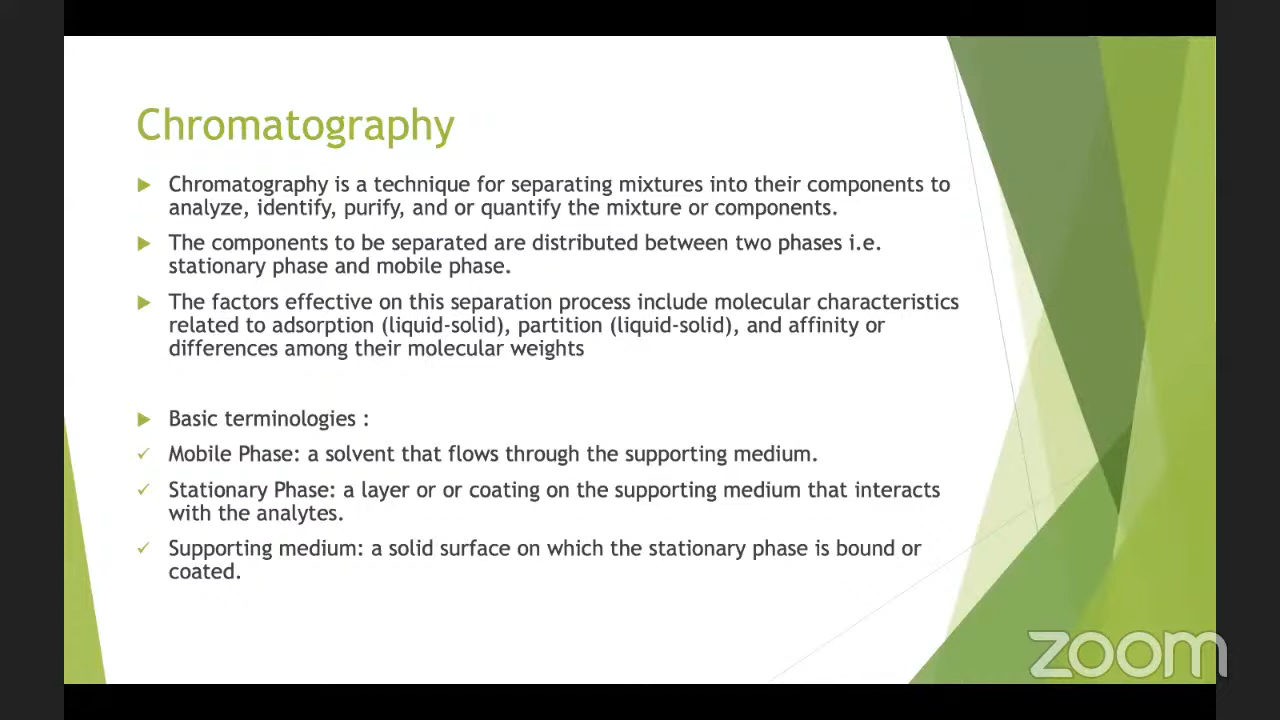 Chromatography
Chromatography is a technique for separating mixtures into their components to
analyze, identify, purify, and or quantify the mixture or components.
The components to be separated are distributed between two phases i.e.
stationary phase and mobile phase.
The factors effective on this separation process include molecular characteristics
related to adsorption (liquid-solid), partition (liquid-solid), and affinity or
differences among their molecular weights
Basic terminologies :
Mobile Phase: a solvent that flows through the supporting medium.
Stationary Phase: a layer or or coating on the supporting medium that interacts
with the analytes.
Supporting medium: a solid surface on which the stationary phase is bound or
coated.
zoom